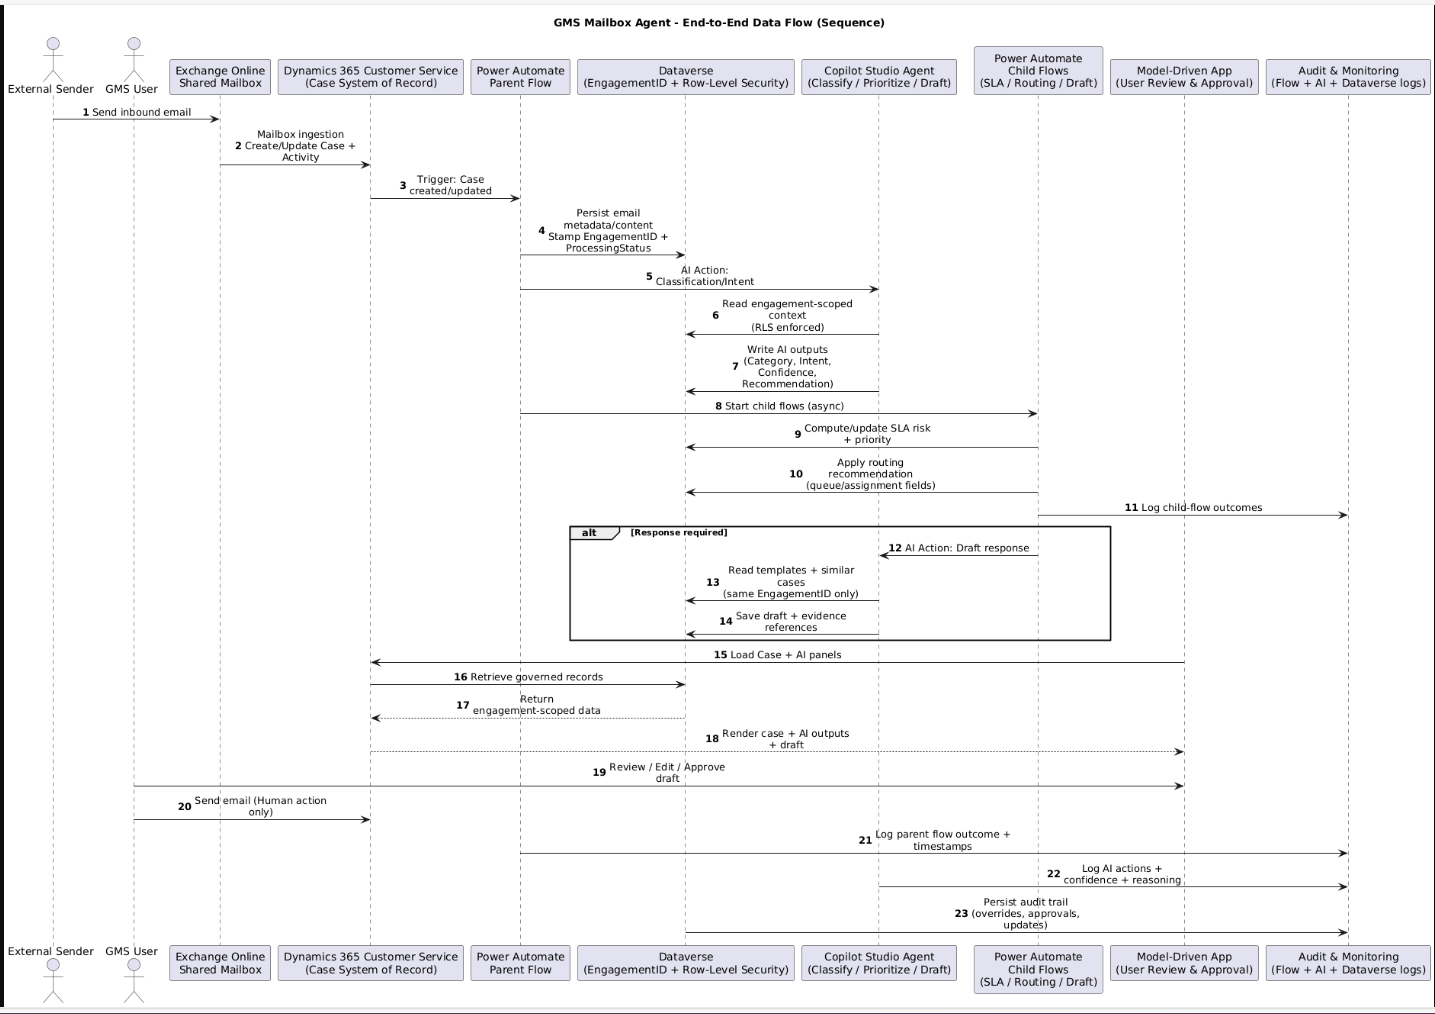 GMS Mailbox Agent - End-to-End Data Flow (Sequence)
External Sender
GMS User
Exchange Online
Shared Mailbox
Dynamics 365 Customer Service
(Case System of Record)
Power Automate
Parent Flow
Dataverse
(EngagementID + Row-Level Security)
Copilot Studio Agent
(Classify / Prioritize / Draft)
Power Automate
Child Flows
(SLA / Routing / Draft)
Model-Driven App
(User Review & Approval)
Audit & Monitoring
(Flow + AI + Dataverse logs)
1 Send inbound email
Mailbox ingestion
2 Create/Update Case +
Activity
3 Trigger: Case
created/updated
Persist email
metadata/content
4 Stamp EngagementID +
ProcessingStatus
5 AI Action:
Classification/Intent
Read engagement-scoped
6 context
(RLS enforced)
Write AI outputs
7 (Category, Intent,
Confidence,
Recommendation)
8 Start child flows (async)
9 Compute/update SLA risk
+ priority
Apply routing
10 recommendation
(queue/assignment fields)
11 Log child-flow outcomes
alt [Response required]
12 AI Action: Draft response
Read templates + similar
13 cases
(same EngagementID only)
14 Save draft + evidence
references
15 Load Case + AI panels
16 Retrieve governed records
17 Return
engagement-scoped data
18 Render case + AI outputs
+ draft
19 Review / Edit / Approve
draft
20 Send email (Human action
only)
21 Log parent flow outcome +
timestamps
22 Log AI actions +
confidence + reasoning
Persist audit trail
23 (overrides, approvals,
updates)
External Sender
GMS User
Exchange Online
Shared Mailbox
Dynamics 365 Customer Service
(Case System of Record)
Power Automate
Parent Flow
Dataverse
(EngagementID + Row-Level Security)
Copilot Studio Agent
(Classify / Prioritize / Draft)
Power Automate
Child Flows
(SLA / Routing / Draft)
Model-Driven App
(User Review & Approval)
Audit & Monitoring
(Flow + AI + Dataverse logs)